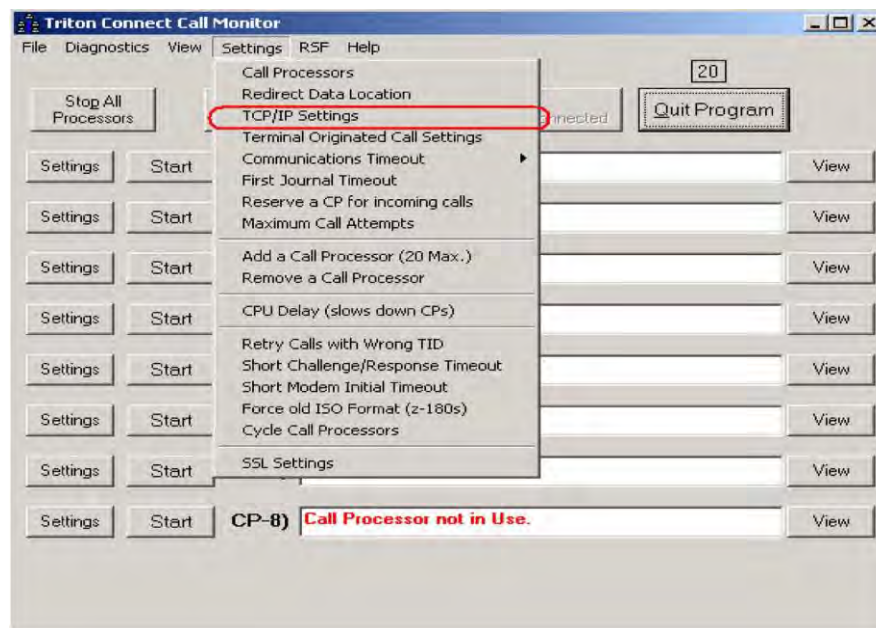 Triton Connect Call Monitor
File Diagnostics View Settings RSF Help
20
Stop All Processors
Quit Program
Call Processors
Redirect Data Location
TCP/IP Settings
Terminal Originated Call Settings
Communications Timeout
First Journal Timeout
Reserve a CP for incoming calls
Maximum Call Attempts
Add a Call Processor (20 Max.)
Remove a Call Processor
CPU Delay (slows down CPs)
Retry Calls with Wrong TID
Short Challenge/Response Timeout
Short Modem Initial Timeout
Force old ISO Format (z-180s)
Cycle Call Processors
SSL Settings
Settings Start View
Settings Start View
Settings Start View
Settings Start View
Settings Start View
Settings Start View
Settings Start View
Settings Start CP-8) Call Processor not in Use. View